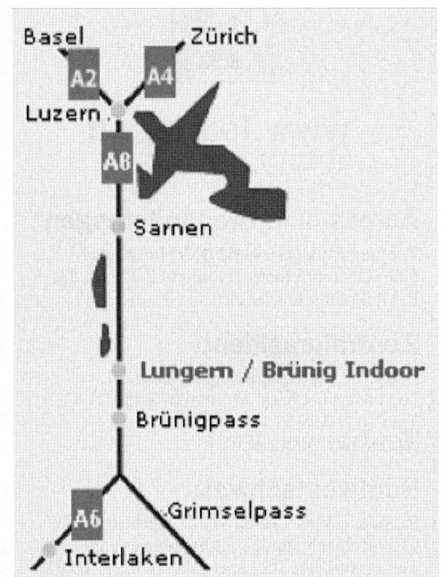 Basel
Zürich
A2
A4
Luzern
A8
Sarnen
Lungern / Brünig Indoor
Brünigpass
A6
Grimselpass
Interlaken